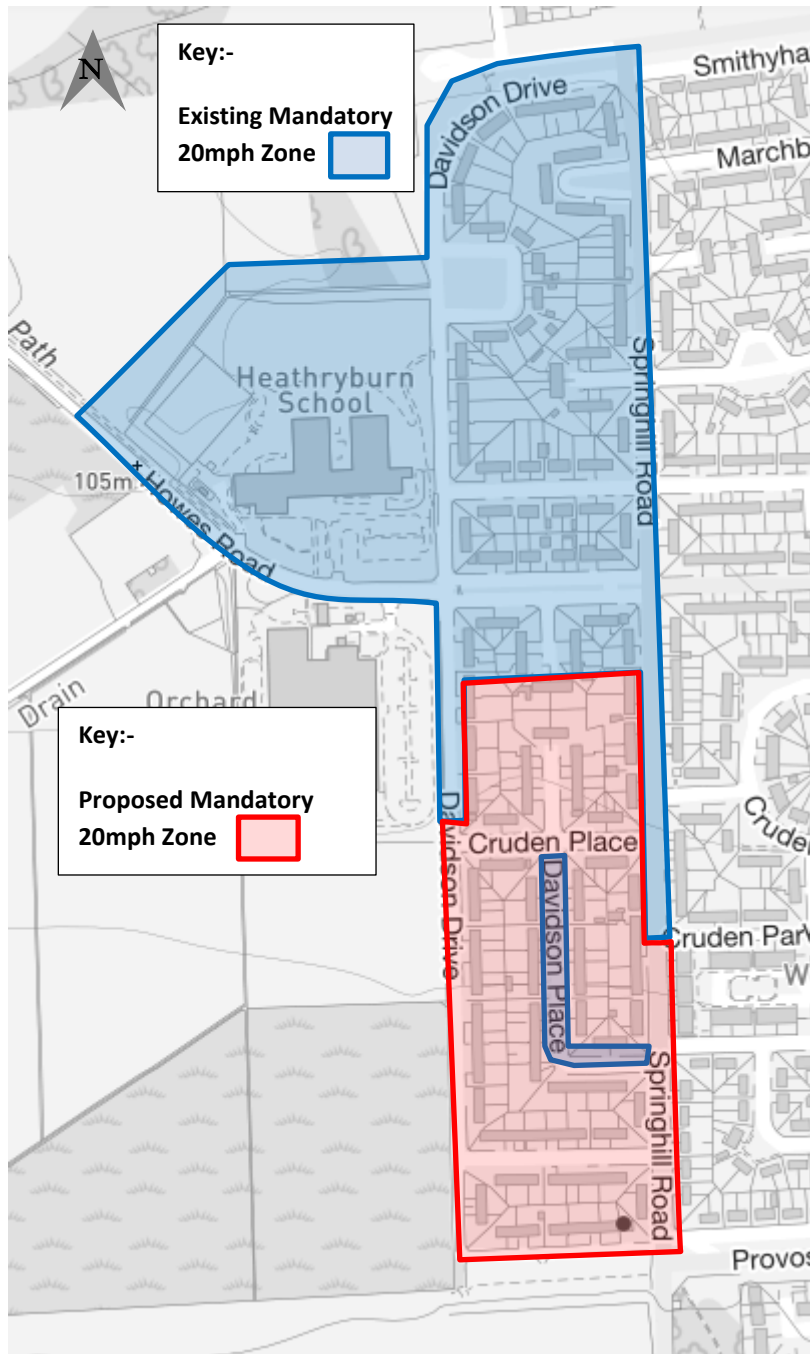 N
Key:-
Existing Mandatory
20mph Zone
Smithyha
Davidson Drive
Marchb
Path
Heathryburn
School
Springhill Road
105m
Howes Road
Drain
Orchard
Key:-
Proposed Mandatory
20mph Zone
Davidson Drive
Cruden Place
Crude
Davidson Place
Cruden Par
W
Springhill Road
Provos